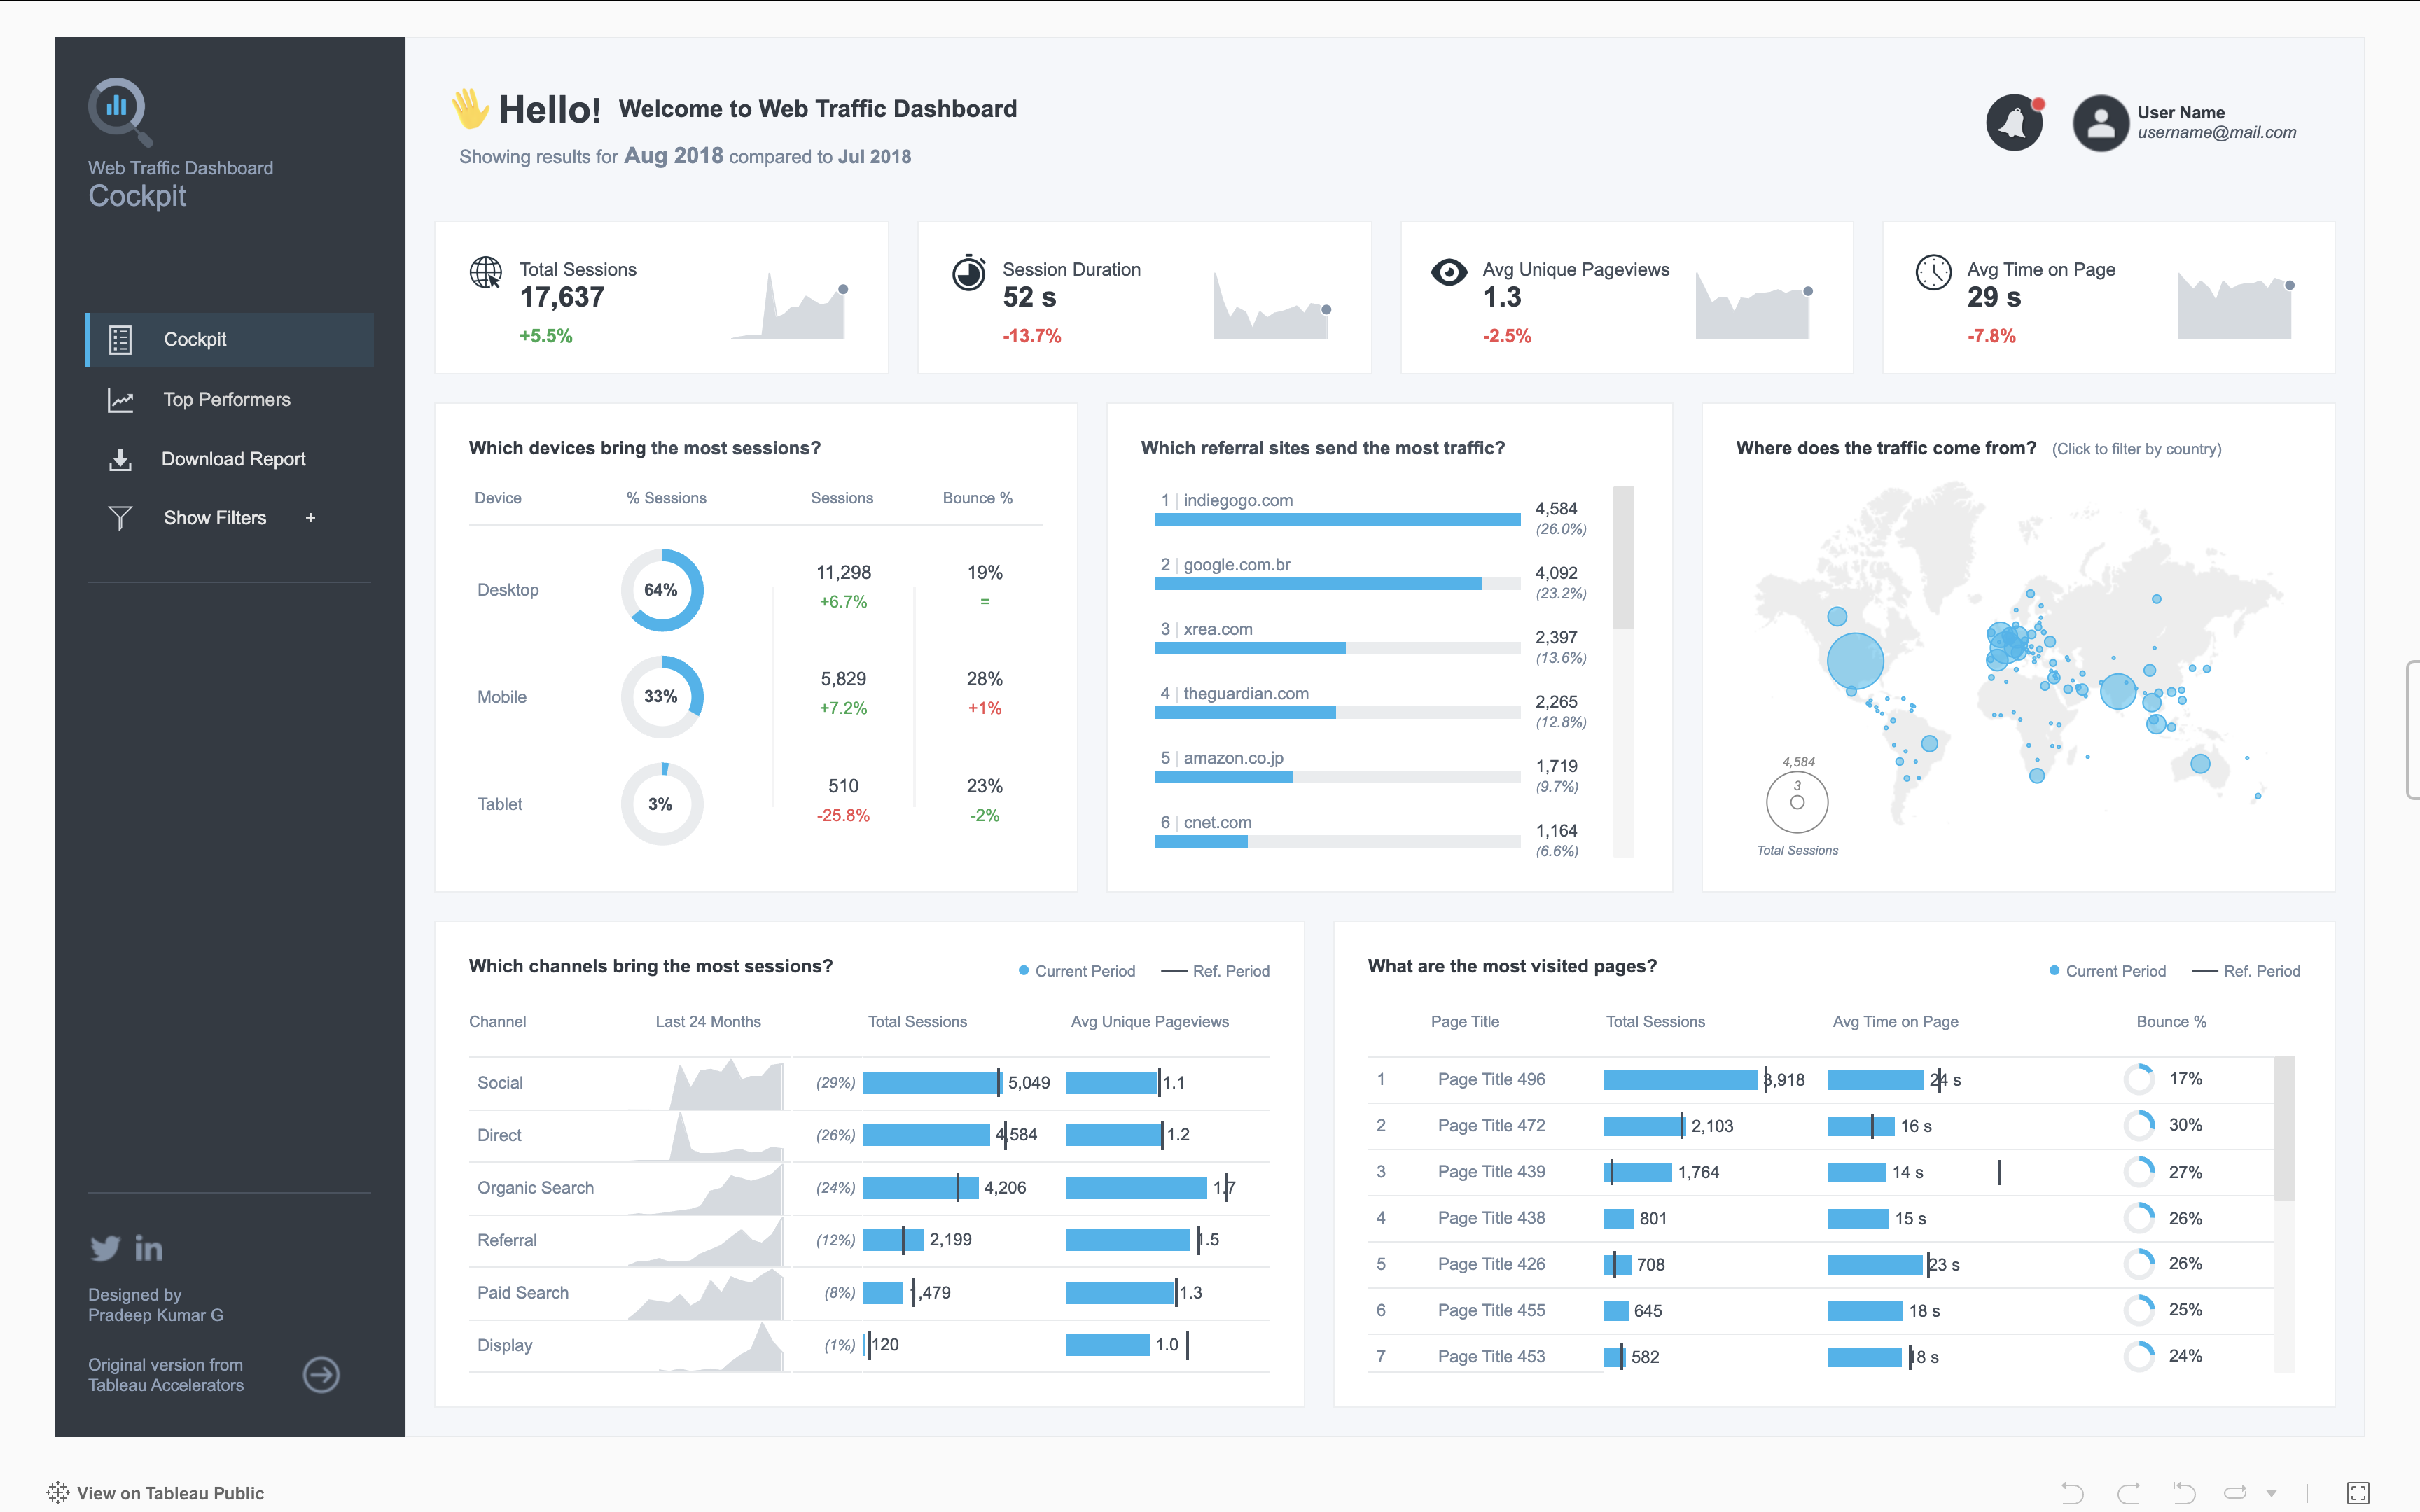 Web Traffic Dashboard
Cockpit
Cockpit
Top Performers
Download Report
Show Filters +
Designed by
Pradeep Kumar G
Original version from
Tableau Accelerators
Hello! Welcome to Web Traffic Dashboard
Showing results for Aug 2018 compared to Jul 2018
User Name
username@mail.com
Total Sessions
17,637
+5.5%
Session Duration
52 s
-13.7%
Avg Unique Pageviews
1.3
-2.5%
Avg Time on Page
29 s
-7.8%
Which devices bring the most sessions?
Device % Sessions Sessions Bounce %
Desktop 64% 11,298 19%
+6.7% =
Mobile 33% 5,829 28%
+7.2% +1%
Tablet 3% 510 23%
-25.8% -2%
Which referral sites send the most traffic?
1 | indiegogo.com
4,584
(26.0%)
2 | google.com.br
4,092
(23.2%)
3 | xrea.com
2,397
(13.6%)
4 | theguardian.com
2,265
(12.8%)
5 | amazon.co.jp
1,719
(9.7%)
6 | cnet.com
1,164
(6.6%)
Where does the traffic come from? (Click to filter by country)
4,584
3
Total Sessions
Which channels bring the most sessions?
Current Period Ref. Period
Channel Last 24 Months Total Sessions Avg Unique Pageviews
Social (29%) 5,049 1.1
Direct (26%) 4,584 1.2
Organic Search (24%) 4,206 1.7
Referral (12%) 2,199 1.5
Paid Search (8%) 1,479 1.3
Display (1%) 120 1.0
What are the most visited pages?
Current Period Ref. Period
Page Title Total Sessions Avg Time on Page Bounce %
1 Page Title 496 3,918 24 s 17%
2 Page Title 472 2,103 16 s 30%
3 Page Title 439 1,764 14 s 27%
4 Page Title 438 801 15 s 26%
5 Page Title 426 708 23 s 26%
6 Page Title 455 645 18 s 25%
7 Page Title 453 582 18 s 24%
View on Tableau Public